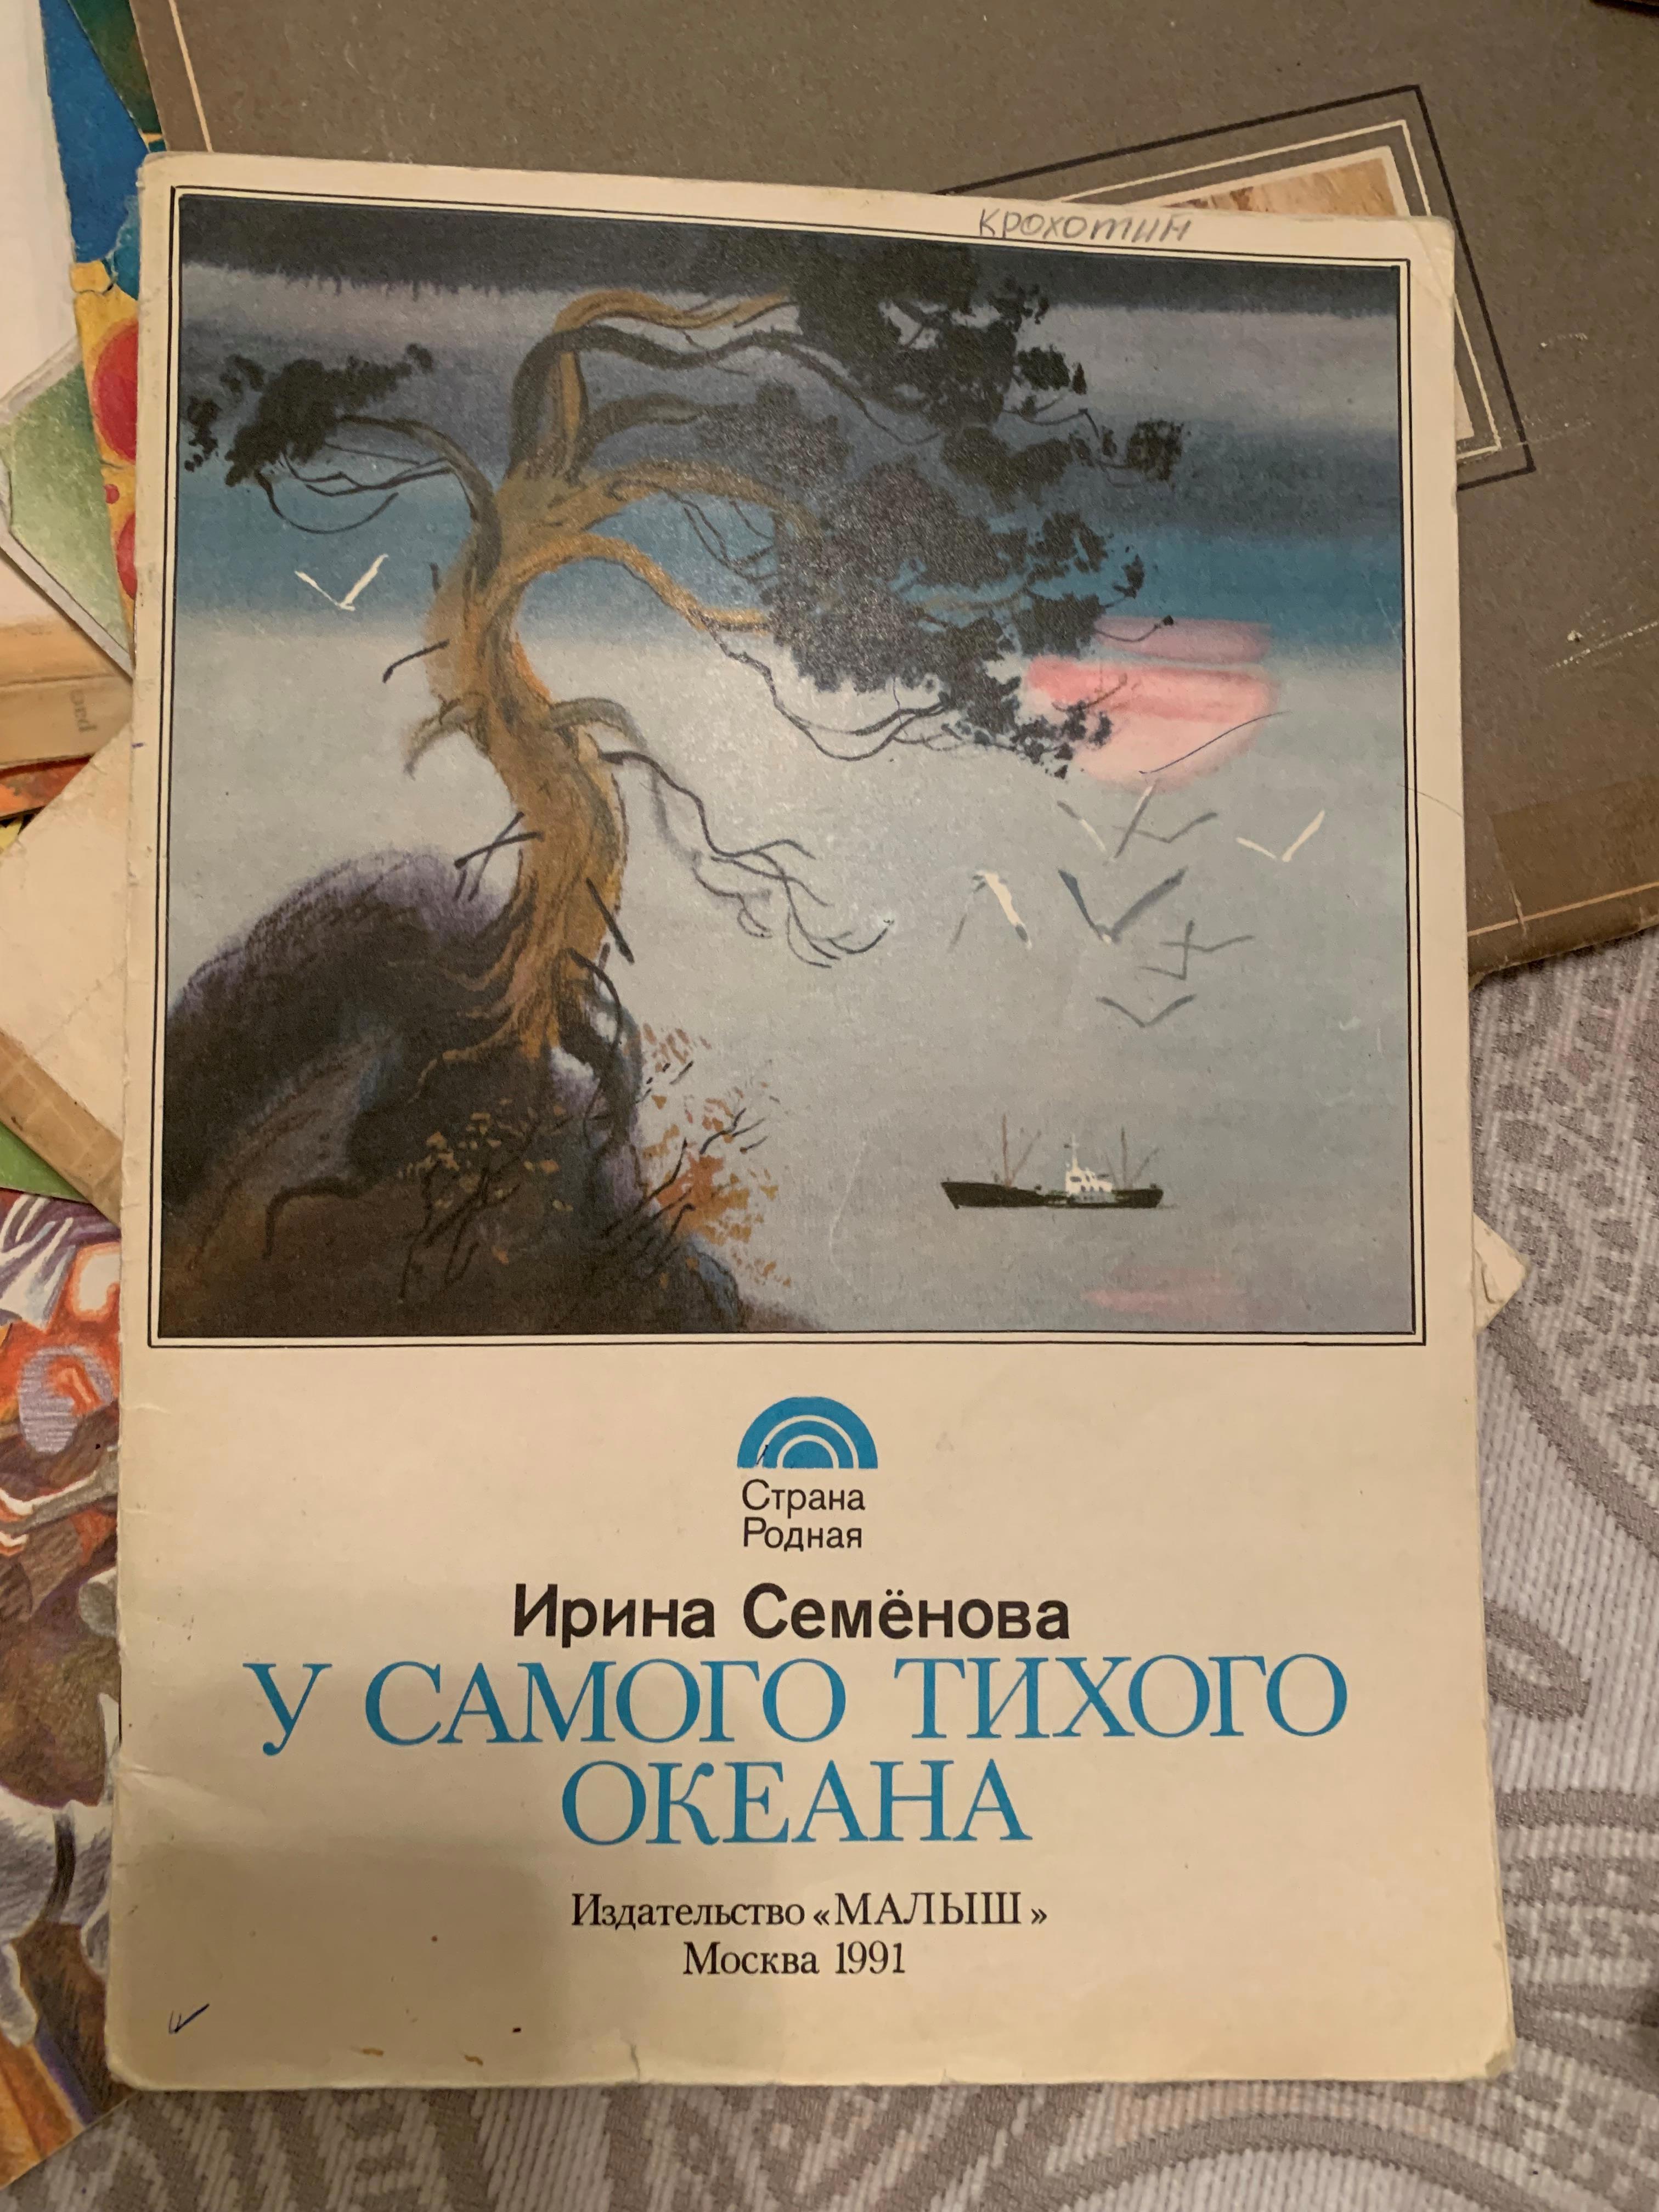 крохотин
Страна
Родная
Ирина Семёнова
У САМОГО ТИХОГО
ОКЕАНА
Издательство «МАЛЫШ»
Москва 1991